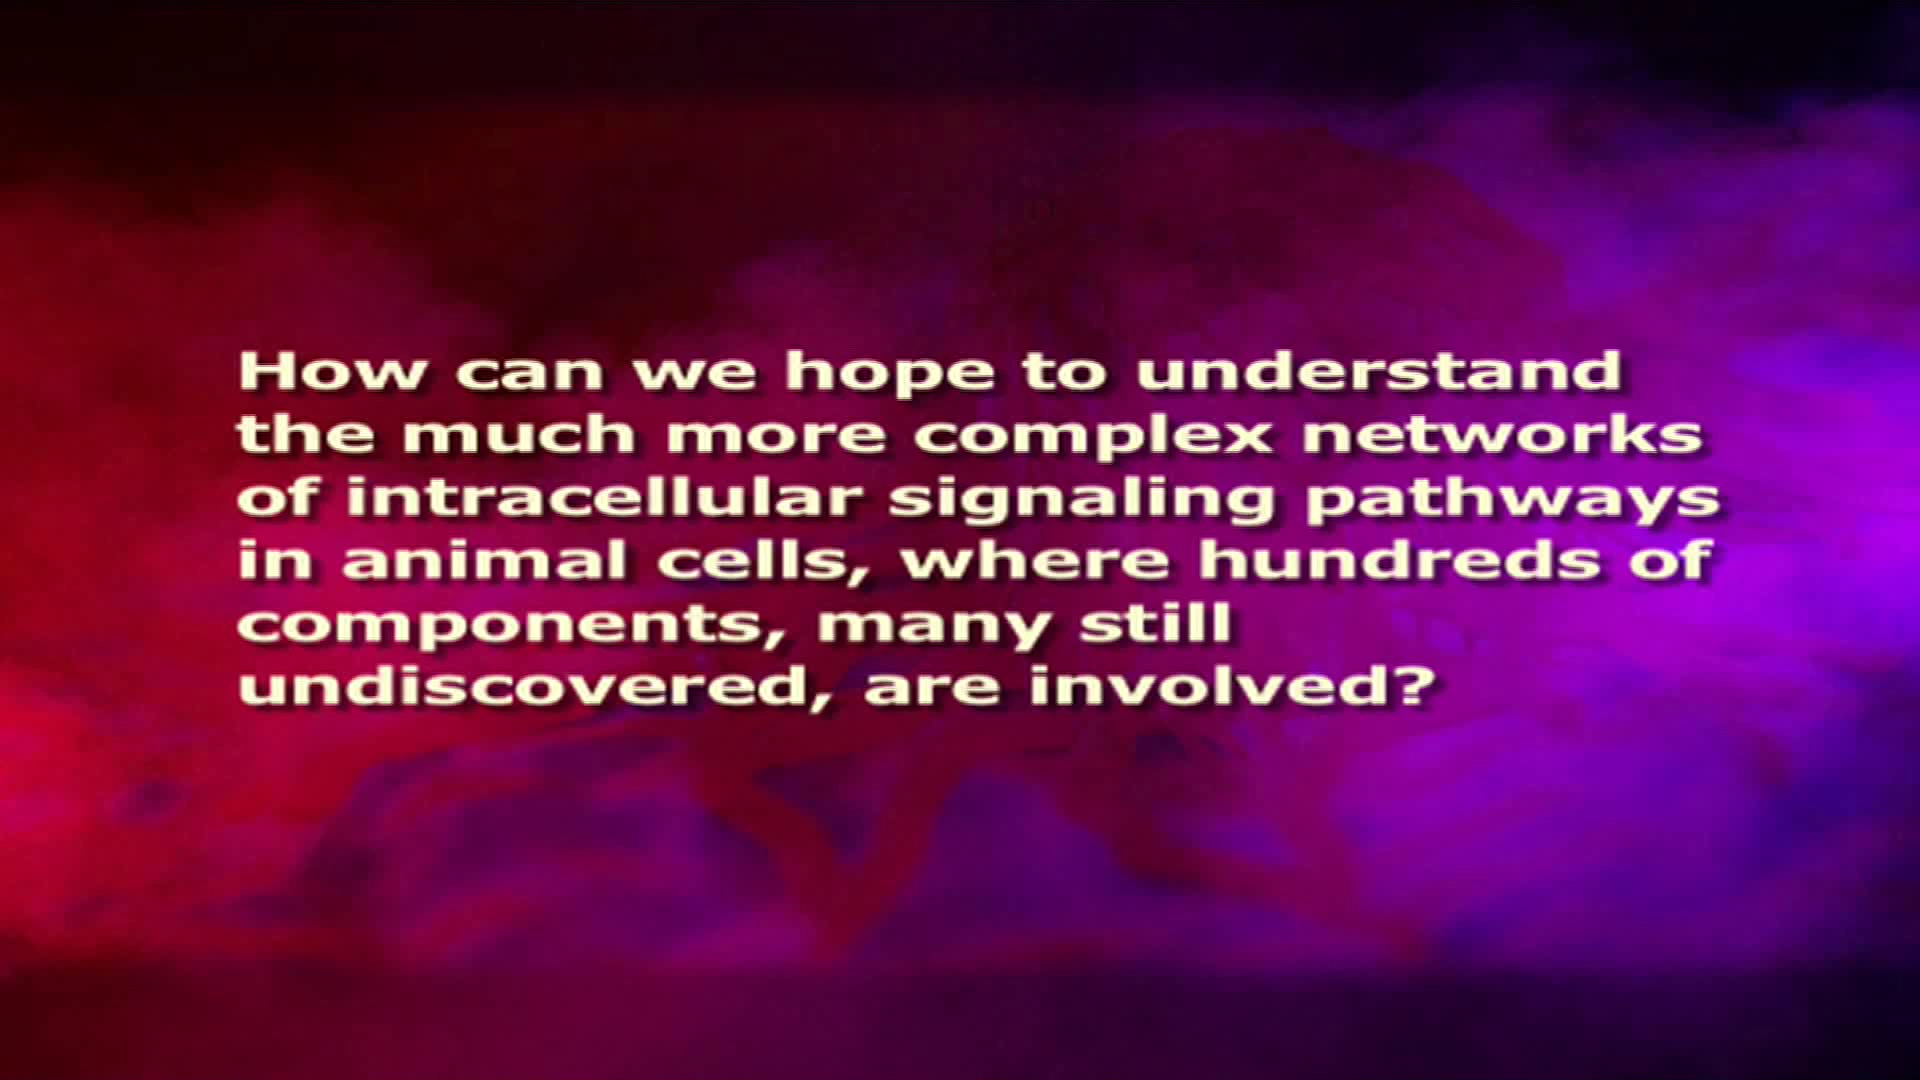 How can we hope to understand
the much more complex networks
of intracellular signaling pathways
in animal cells, where hundreds of
components, many still
undiscovered, are involved?